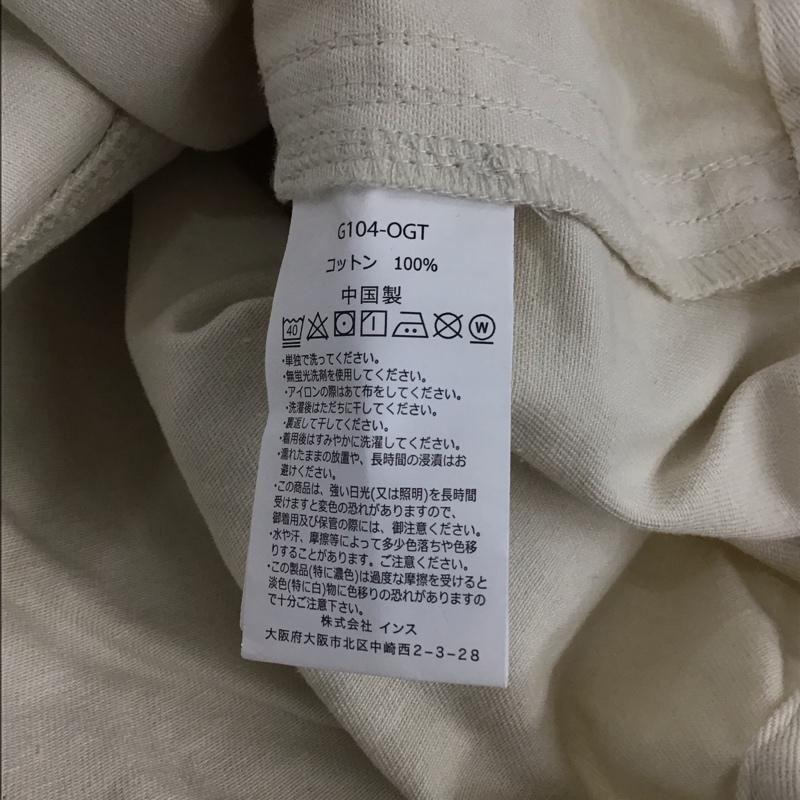 G104-OGT
コットン 100%
中国製
40 W
・単独で洗ってください。
・無蛍光洗剤を使用してください。
・アイロンの際はあて布をしてください。
・洗濯後はただちに干してください。
・裏返して干してください。
・着用後はすみやかに洗濯してください。
・濡れたままの放置や、長時間の浸漬はお
避けください。
・この商品は、強い日光(又は照明)を長時間
受けますと変色の恐れがありますので、
御着用及び保管の際には、御注意ください。
・水や汗、摩擦等によって多少色落ちや色移
りすることがあります。ご注意ください。
・この製品(特に濃色)は過度な摩擦を受けると
淡色(特に白)物に色移りの恐れがありますの
で十分ご注意下さい。
株式会社 インス
大阪府大阪市北区中崎西2-3-28